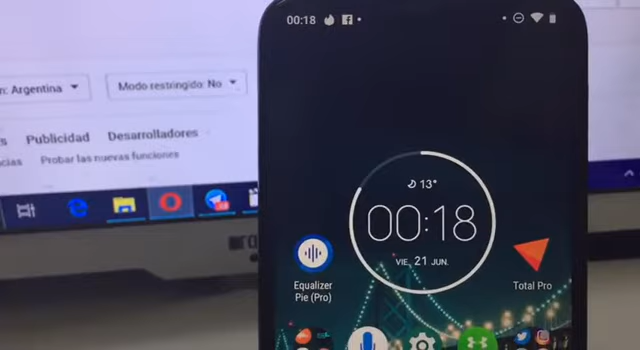 00:18
n: Argentina
Modo restringido: No
s Publicidad Desarrolladores
cias Probar las nuevas funciones
13°
00:18
VIE. 21 JUN.
Equalizer
Pie (Pro)
Total Pro